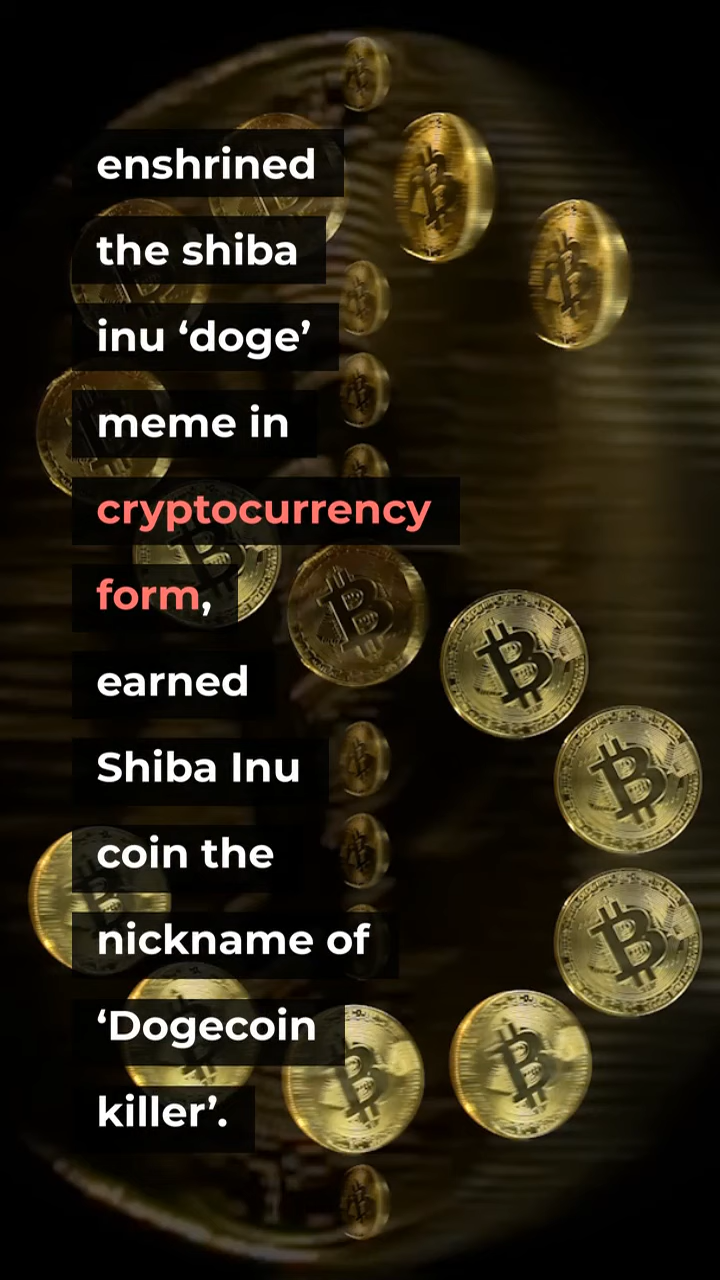 enshrined
the shiba
inu ‘doge’
meme in
cryptocurrency
form,
earned
Shiba Inu
coin the
nickname of
‘Dogecoin
killer’.